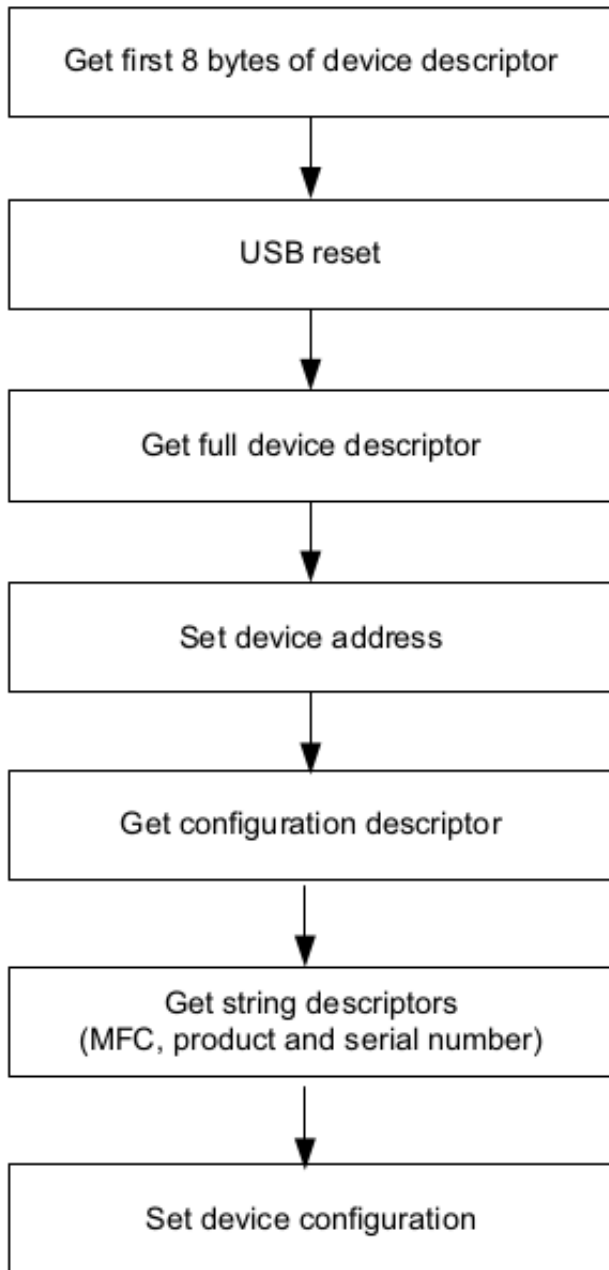 Get first 8 bytes of device descriptor
USB reset
Get full device descriptor
Set device address
Get configuration descriptor
Get string descriptors
(MFC, product and serial number)
Set device configuration